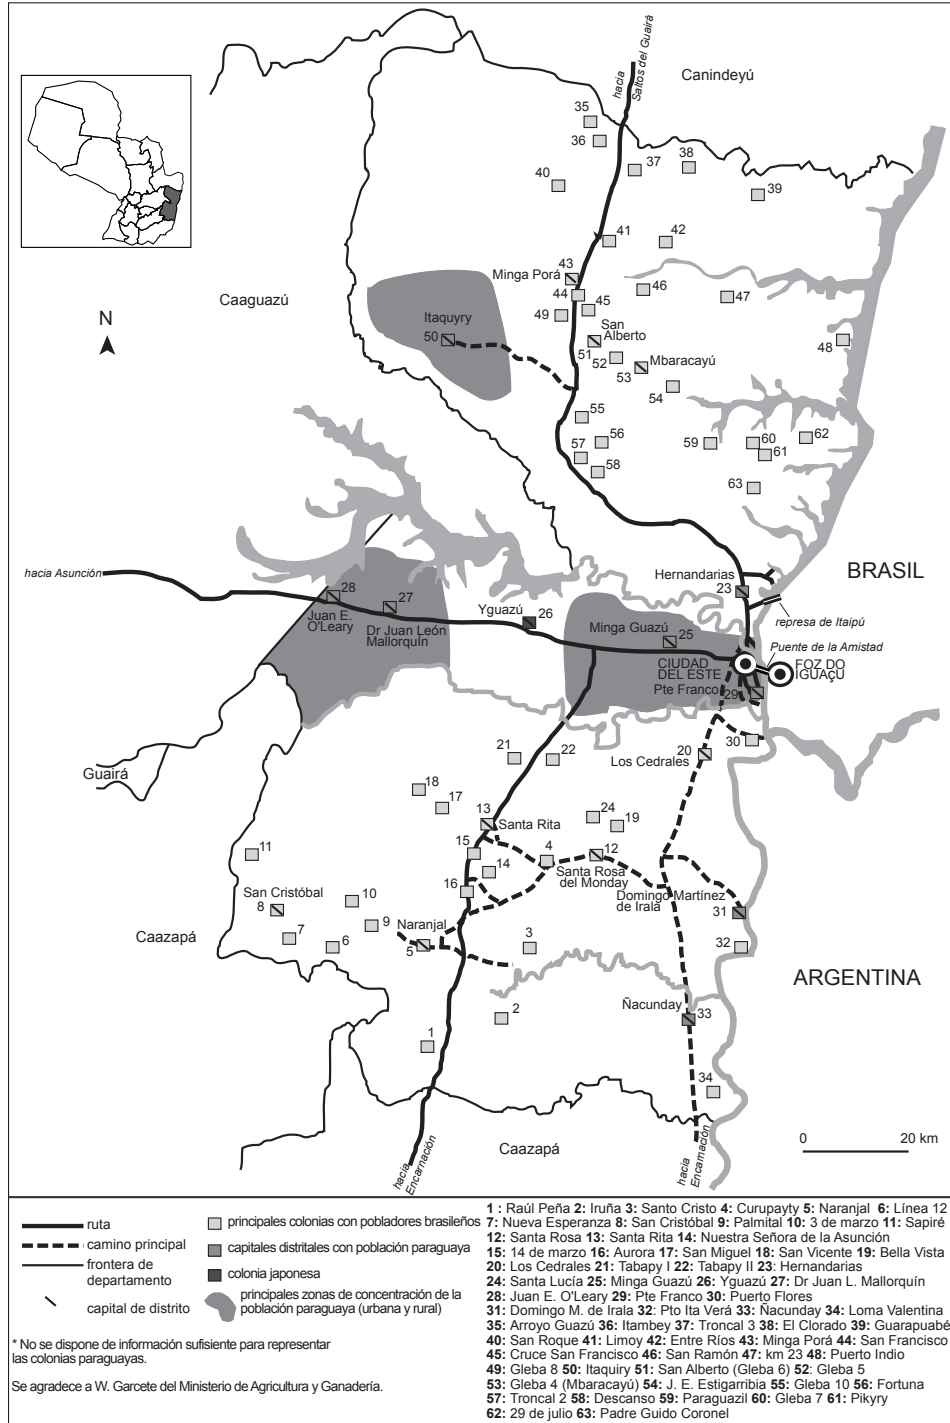 hacia
Saltos del Guairá
Canindeyú
35
36
37
38
39
40
41
42
43
Minga Porá
44
45
46
47
48
49
Caaguazú
N
Itaquyry
50
San
Alberto
51
52
53
Mbaracayú
54
55
56
57
58
59
60
61
62
63
hacia Asunción
28
Juan E.
O'Leary
27
Dr Juan León
Mallorquín
Yguazú
26
Hernandarias
23
BRASIL
represa de Itaipú
Minga Guazú
25
Puente de la Amistad
CIUDAD
DEL ESTE
FOZ DO
IGUAÇU
Pte Franco
29
30
20
Los Cedrales
Guairá
21
22
18
17
13
Santa Rita
24
19
11
15
14
4
12
Santa Rosa
del Monday
16
San Cristóbal
8
10
9
7
6
Naranjal
5
3
Domingo Martínez
de Irala
31
32
Caazapá
ARGENTINA
2
1
Ñacunday
33
34
hacia
Encarnación
Caazapá
hacia
Encarnación
0 20 km
ruta
camino principal
frontera de
departamento
capital de distrito
principales colonias con pobladores brasileños
capitales distritales con población paraguaya
colonia japonesa
principales zonas de concentración de la
población paraguaya (urbana y rural)
* No se dispone de información sufisiente para representar
las colonias paraguayas.
Se agradece a W. Garcete del Ministerio de Agricultura y Ganadería.
1 : Raúl Peña 2: Iruña 3: Santo Cristo 4: Curupayty 5: Naranjal 6: Línea 12
7: Nueva Esperanza 8: San Cristóbal 9: Palmital 10: 3 de marzo 11: Sapiré
12: Santa Rosa 13: Santa Rita 14: Nuestra Señora de la Asunción
15: 14 de marzo 16: Aurora 17: San Miguel 18: San Vicente 19: Bella Vista
20: Los Cedrales 21: Tabapy I 22: Tabapy II 23: Hernandarias
24: Santa Lucía 25: Minga Guazú 26: Yguazú 27: Dr Juan L. Mallorquín
28: Juan E. O'Leary 29: Pte Franco 30: Puerto Flores
31: Domingo M. de Irala 32: Pto Ita Verá 33: Ñacunday 34: Loma Valentina
35: Arroyo Guazú 36: Itambey 37: Troncal 3 38: El Clorado 39: Guarapuabé
40: San Roque 41: Limoy 42: Entre Ríos 43: Minga Porá 44: San Francisco
45: Cruce San Francisco 46: San Ramón 47: km 23 48: Puerto Indio
49: Gleba 8 50: Itaquiry 51: San Alberto (Gleba 6) 52: Gleba 5
53: Gleba 4 (Mbaracayú) 54: J. E. Estigarribia 55: Gleba 10 56: Fortuna
57: Troncal 2 58: Descanso 59: Paraguazil 60: Gleba 7 61: Pikyry
62: 29 de julio 63: Padre Guido Coronel